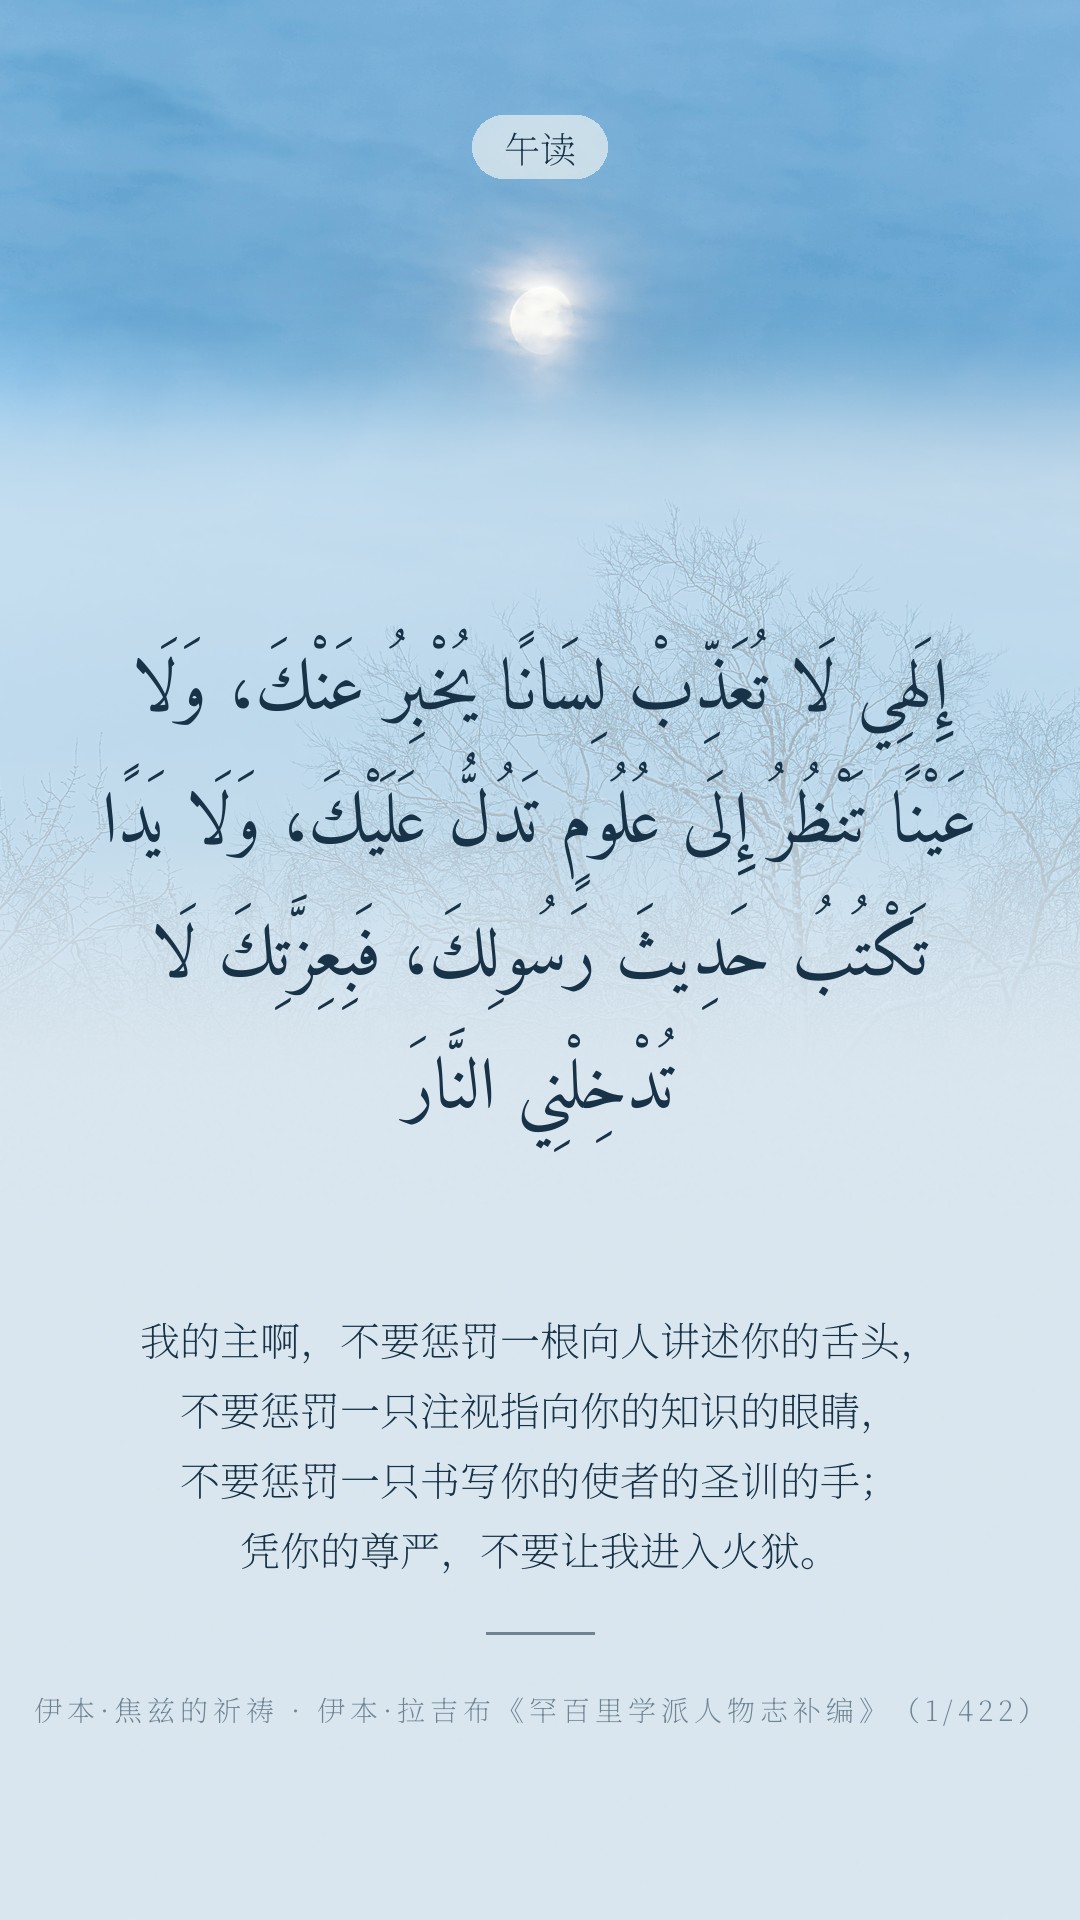 午读
إِلَهِي لَا تُعَذِّبْ لِسَانًا يُخْبِرُ عَنْكَ، وَلَا
عَيْنًا تَنْظُرُ إِلَى عُلُومٍ تَدُلُّ عَلَيْكَ، وَلَا يَدًا
تَكْتُبُ حَدِيثَ رَسُولِكَ، فَبِعِزَّتِكَ لَا
تُدْخِلْنِي النَّارَ
我的主啊，不要惩罚一根向人讲述你的舌头，
不要惩罚一只注视指向你的知识的眼睛，
不要惩罚一只书写你的使者的圣训的手；
凭你的尊严，不要让我进入火狱。
伊本·焦兹的祈祷 · 伊本·拉吉布《罕百里学派人物志补编》（1/422）